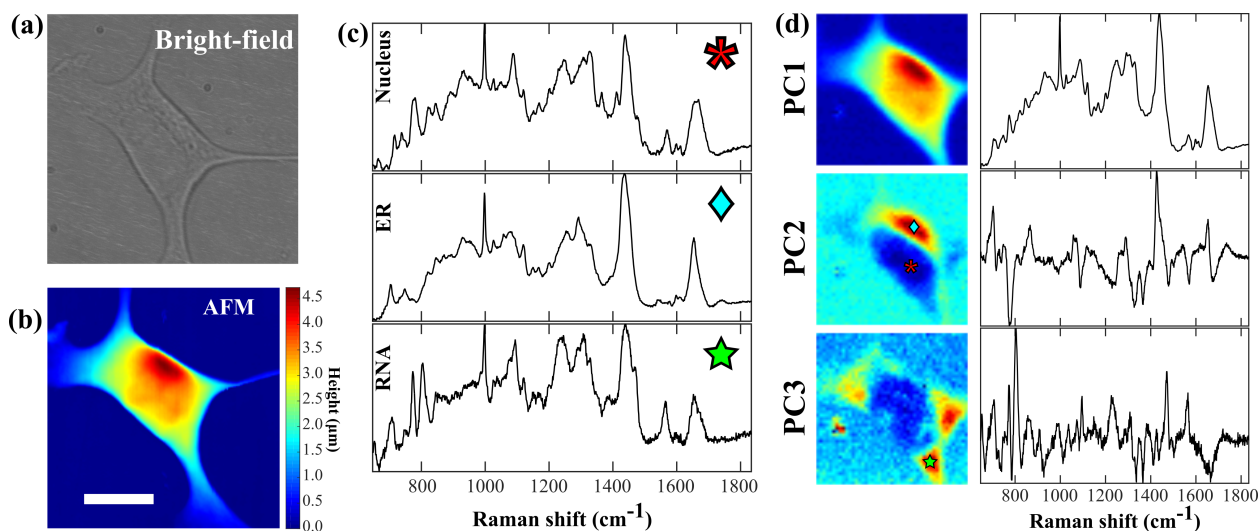 (a)
Bright-field
(b)
AFM
4.5
4.0
3.5
3.0
2.5
2.0
1.5
1.0
0.5
0.0
Height (μm)
(c)
Nucleus
ER
RNA
800 1000 1200 1400 1600 1800
Raman shift (cm⁻¹)
(d)
PC1
PC2
PC3
800 1000 1200 1400 1600 1800
Raman shift (cm⁻¹)